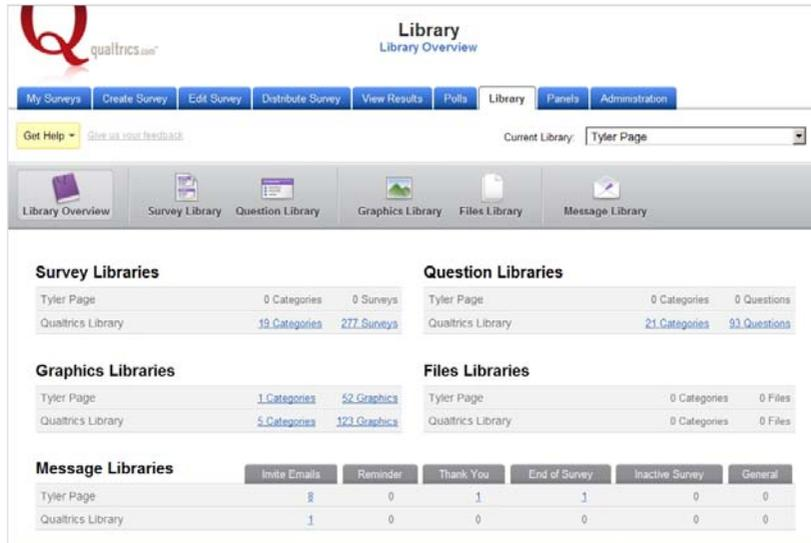 Library
Library Overview
qualtrics.com
My Surveys Create Survey Edit Survey Distribute Survey View Results Polls Library Panels Administration
Get Help Give us your feedback Current Library: Tyler Page
Library Overview Survey Library Question Library Graphics Library Files Library Message Library
Survey Libraries Question Libraries
Tyler Page 0 Categories 0 Surveys Tyler Page 0 Categories 0 Questions
Qualtrics Library 19 Categories 277 Surveys Qualtrics Library 21 Categories 93 Questions
Graphics Libraries Files Libraries
Tyler Page 1 Categories 52 Graphics Tyler Page 0 Categories 0 Files
Qualtrics Library 5 Categories 123 Graphics Qualtrics Library 0 Categories 0 Files
Message Libraries Invite Emails Reminder Thank You End of Survey Inactive Survey General
Tyler Page 8 0 1 1 0 0
Qualtrics Library 1 0 0 0 0 0